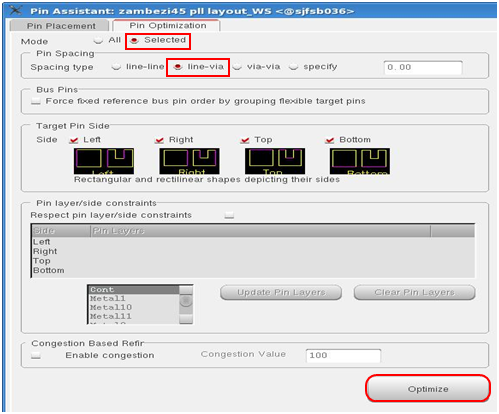 Pin Assistant: zambezi45 pll layout_WS <@sjfsb036>
Pin Placement Pin Optimization
Mode All Selected
Pin Spacing
Spacing type line-line line-via via-via specify 0.00
Bus Pins
Force fixed reference bus pin order by grouping flexible target pins
Target Pin Side
Side Left Right Top Bottom
Left Right Top Bottom
Rectangular and rectilinear shapes depicting their sides
Pin layer/side constraints
Respect pin layer/side constraints
Side Pin Layers
Left
Right
Top
Bottom
Cont
Metal1
Metal10
Metal11
Update Pin Layers Clear Pin Layers
Congestion Based Refir
Enable congestion Congestion Value 100
Optimize